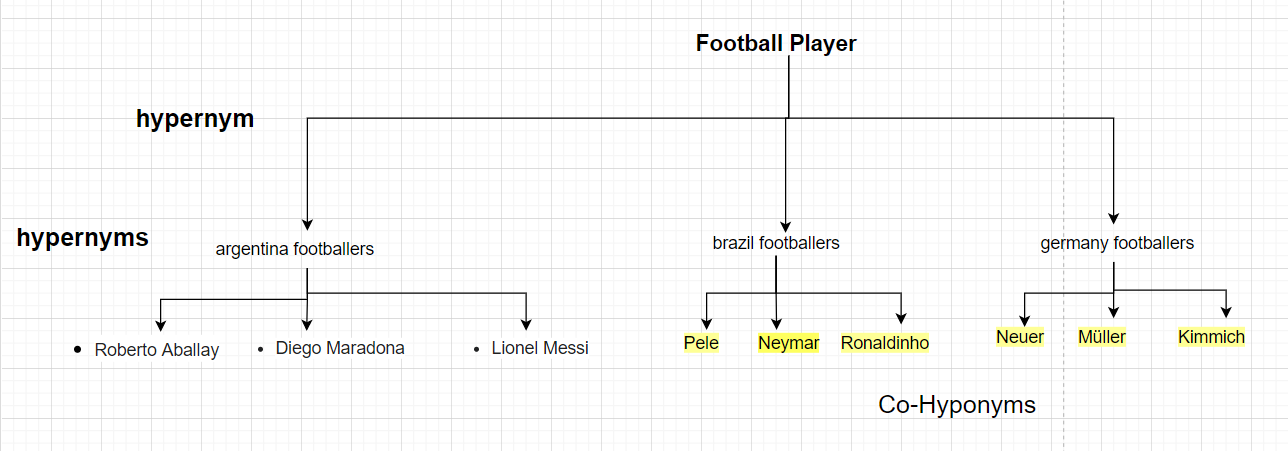 Football Player
hypernym
hypernyms
argentina footballers
brazil footballers
germany footballers
Roberto Aballay
Diego Maradona
Lionel Messi
Pele
Neymar
Ronaldinho
Neuer
Müller
Kimmich
Co-Hyponyms